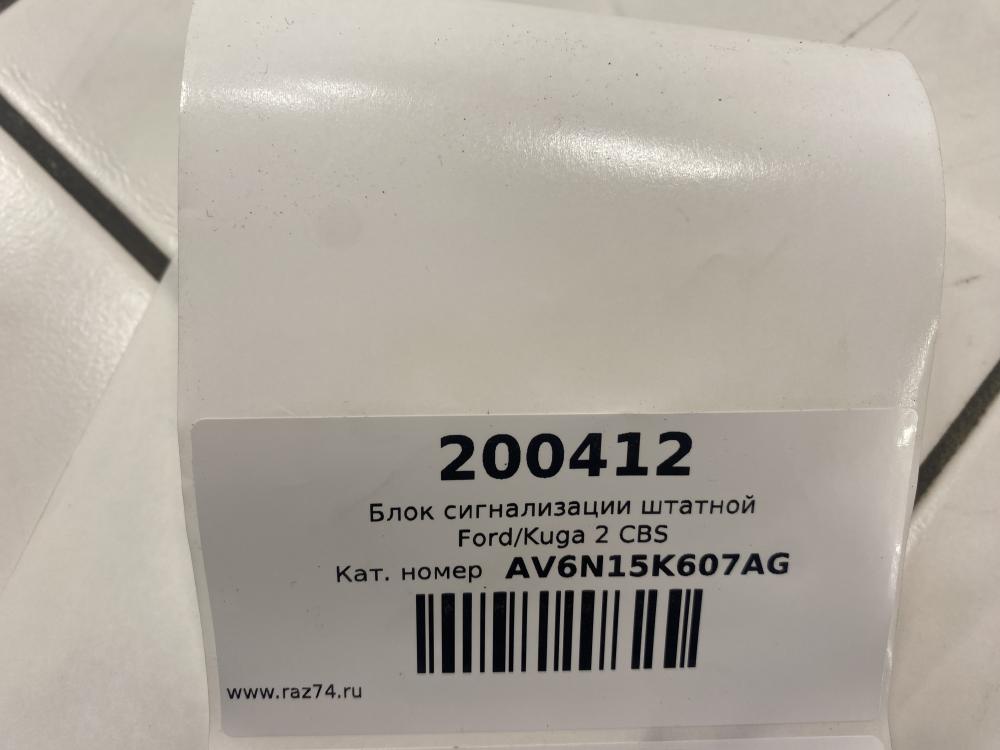 200412
Блок сигнализации штатной
Ford/Kuga 2 CBS
Кат. номер AV6N15K607AG
www.raz74.ru